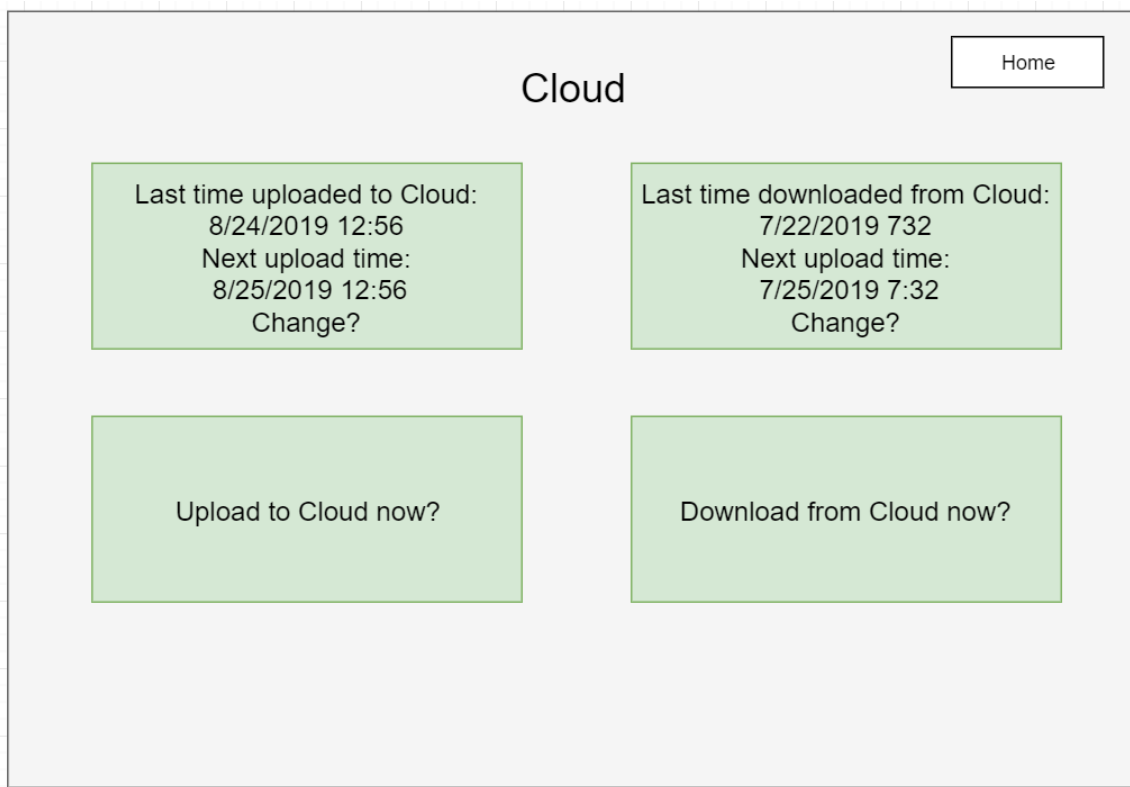 Home
Cloud
Last time uploaded to Cloud:
8/24/2019 12:56
Next upload time:
8/25/2019 12:56
Change?
Last time downloaded from Cloud:
7/22/2019 732
Next upload time:
7/25/2019 7:32
Change?
Upload to Cloud now?
Download from Cloud now?